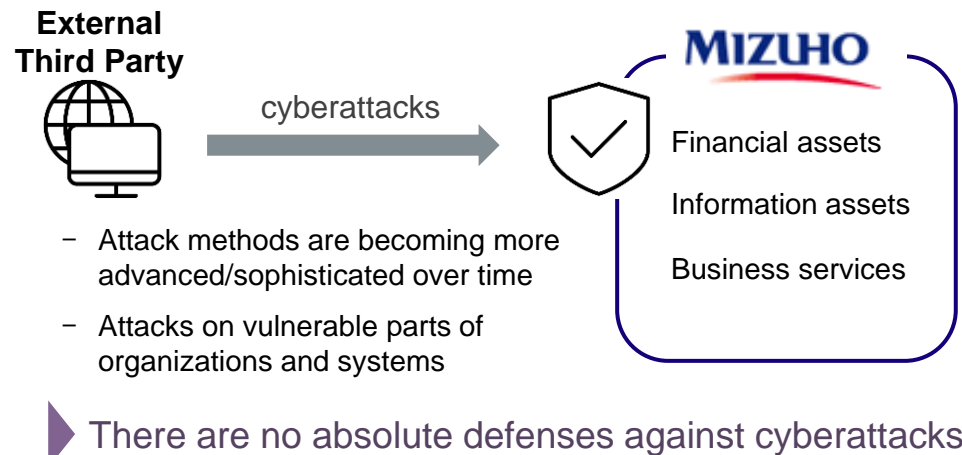 External
Third Party
cyberattacks
MIZUHO
Financial assets
Information assets
Business services
− Attack methods are becoming more
advanced/sophisticated over time
− Attacks on vulnerable parts of
organizations and systems
There are no absolute defenses against cyberattacks